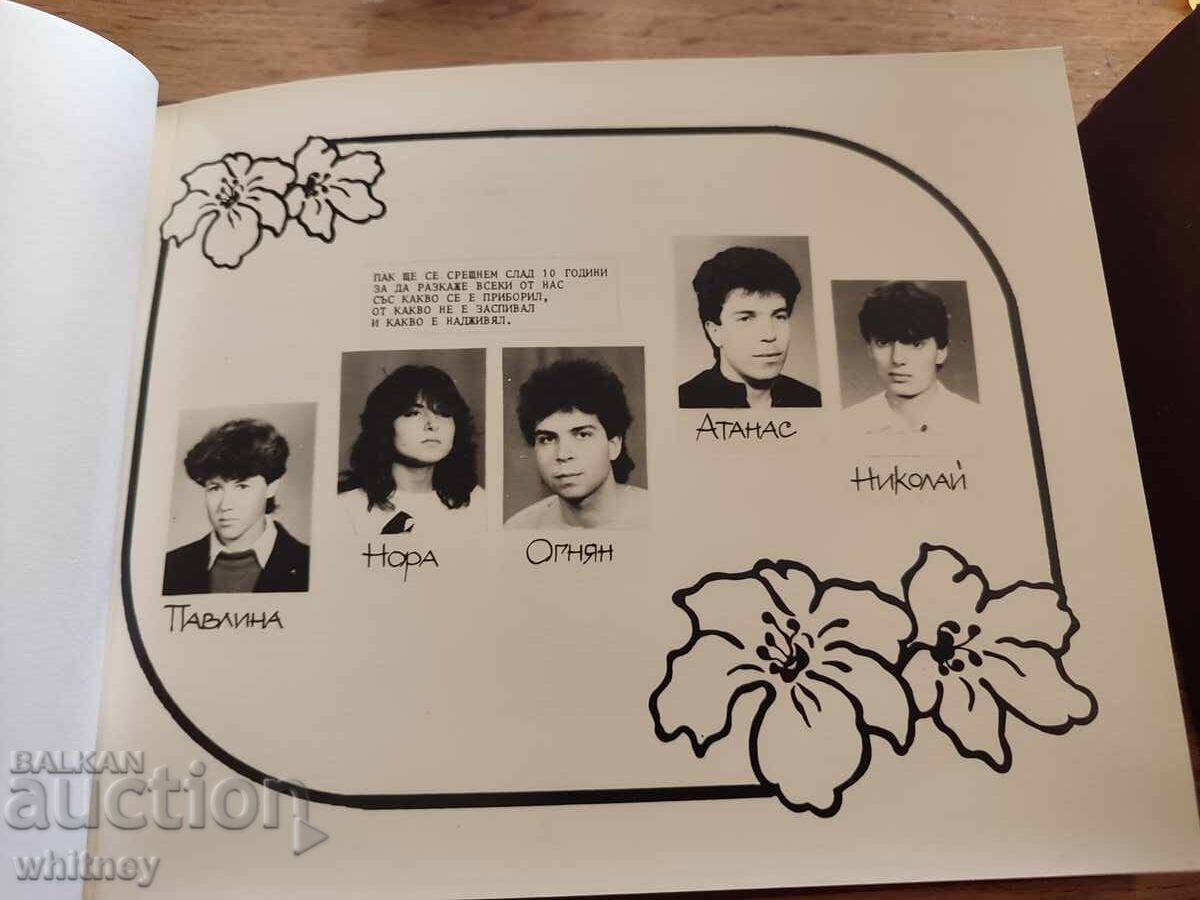 ПАК ЩЕ СЕ СРЕЩНЕМ СЛАД 10 ГОДИНИ
ЗА ДА РАЗКАЖЕ ВСЕКИ ОТ НАС
СЪС КАКВО СЕ Е ПРИБОРИЛ,
ОТ КАКВО НЕ Е ЗАСПИВАЛ
И КАКВО Е НАДЖИВЯЛ.
ПАВЛИНА
НОРА
ОГНЯН
АТАНАС
НИКОЛАЙ
BALKAN
auction
whitney